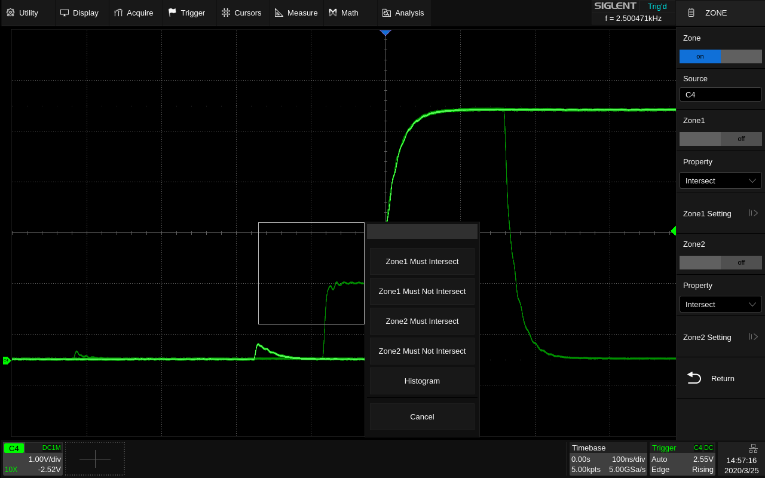 Utility
Display
Acquire
Trigger
Cursors
Measure
Math
Analysis
SIGLENT
Trig'd
f = 2.500471kHz
ZONE
Zone
on
Source
C4
Zone1
off
Property
Intersect
Zone1 Setting
Zone2
off
Property
Intersect
Zone2 Setting
Return
Zone1 Must Intersect
Zone1 Must Not Intersect
Zone2 Must Intersect
Zone2 Must Not Intersect
Histogram
Cancel
C4 DC1M
1.00V/div
10X -2.52V
Timebase
0.00s 100ns/div
5.00kpts 5.00GSa/s
Trigger C4 DC
Auto 2.55V
Edge Rising
14:57:16
2020/3/25